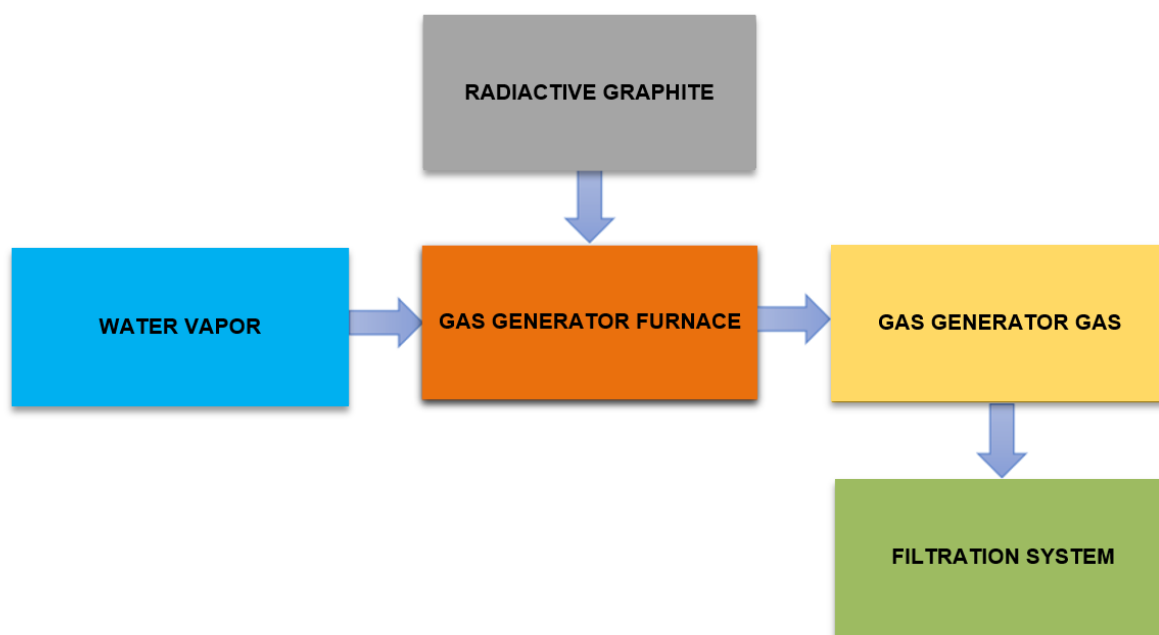 RADIACTIVE GRAPHITE
WATER VAPOR
GAS GENERATOR FURNACE
GAS GENERATOR GAS
FILTRATION SYSTEM